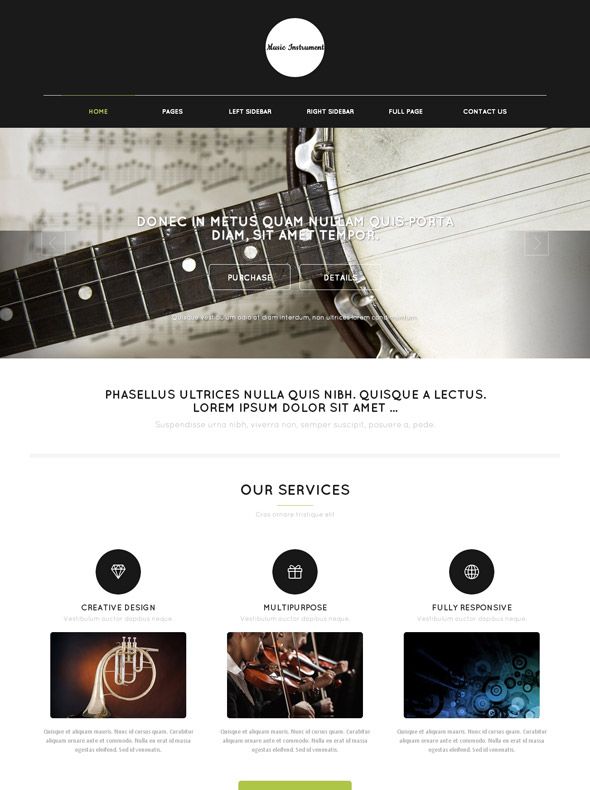 Music Instrument
HOME PAGES LEFT SIDEBAR RIGHT SIDEBAR FULL PAGE CONTACT US
DONEC IN METUS QUAM NULLAM QUIS PORTA
DIAM, SIT AMET TEMPOR.
PURCHASE DETAILS
Quisque vestibulum odio at diam interdum, non ultrices lorem condimentum.
PHASELLUS ULTRICES NULLA QUIS NIBH. QUISQUE A LECTUS.
LOREM IPSUM DOLOR SIT AMET ...
Suspendisse urna nibh, viverra non, semper suscipit, posuere a, pede.
OUR SERVICES
Cras ornare tristique elit
CREATIVE DESIGN
Vestibulum auctor dapibus neque.
Quisque et aliquam mauris. Nunc id cursus quam. Curabitur
aliquam ornare ante et commodo. Nulla en erat id massa
egestas eleifend. Sed id venenatis.
MULTIPURPOSE
Vestibulum auctor dapibus neque.
Quisque et aliquam mauris. Nunc id cursus quam. Curabitur
aliquam ornare ante et commodo. Nulla en erat id massa
egestas eleifend. Sed id venenatis.
FULLY RESPONSIVE
Vestibulum auctor dapibus neque.
Quisque et aliquam mauris. Nunc id cursus quam. Curabitur
aliquam ornare ante et commodo. Nulla en erat id massa
egestas eleifend. Sed id venenatis.